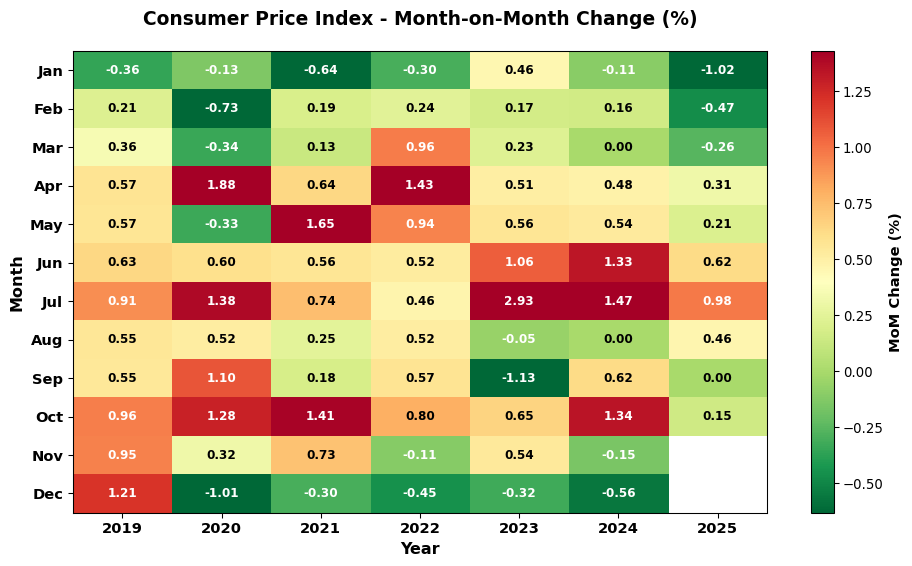 Consumer Price Index - Month-on-Month Change (%)
Jan -0.36 -0.13 -0.64 -0.30 0.46 -0.11 -1.02
Feb 0.21 -0.73 0.19 0.24 0.17 0.16 -0.47
Mar 0.36 -0.34 0.13 0.96 0.23 0.00 -0.26
Apr 0.57 1.88 0.64 1.43 0.51 0.48 0.31
May 0.57 -0.33 1.65 0.94 0.56 0.54 0.21
Jun 0.63 0.60 0.56 0.52 1.06 1.33 0.62
Jul 0.91 1.38 0.74 0.46 2.93 1.47 0.98
Aug 0.55 0.52 0.25 0.52 -0.05 0.00 0.46
Sep 0.55 1.10 0.18 0.57 -1.13 0.62 0.00
Oct 0.96 1.28 1.41 0.80 0.65 1.34 0.15
Nov 0.95 0.32 0.73 -0.11 0.54 -0.15
Dec 1.21 -1.01 -0.30 -0.45 -0.32 -0.56
2019 2020 2021 2022 2023 2024 2025
Year
Month
1.25
1.00
0.75
0.50
0.25
0.00
−0.25
−0.50
MoM Change (%)